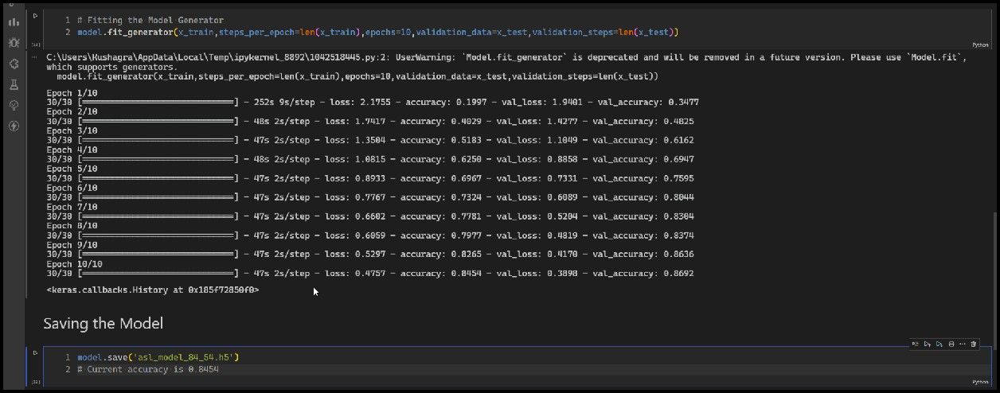 1 # Fitting the Model Generator
2 model.fit_generator(x_train,steps_per_epoch=len(x_train),epochs=10,validation_data=x_test,validation_steps=len(x_test))
Python
C:\Users\Kushagra\AppData\Local\Temp\ipykernel_8892\1042518445.py:2: UserWarning: `Model.fit_generator` is deprecated and will be removed in a future version. Please use `Model.fit`,
which supports generators.
model.fit_generator(x_train,steps_per_epoch=len(x_train),epochs=10,validation_data=x_test,validation_steps=len(x_test))
Epoch 1/10
30/30 [==============================] - 252s 9s/step - loss: 2.1755 - accuracy: 0.1997 - val_loss: 1.9401 - val_accuracy: 0.3477
Epoch 2/10
30/30 [==============================] - 48s 2s/step - loss: 1.7417 - accuracy: 0.4029 - val_loss: 1.4277 - val_accuracy: 0.4825
Epoch 3/10
30/30 [==============================] - 47s 2s/step - loss: 1.3504 - accuracy: 0.5183 - val_loss: 1.1049 - val_accuracy: 0.6162
Epoch 4/10
30/30 [==============================] - 48s 2s/step - loss: 1.0815 - accuracy: 0.6250 - val_loss: 0.8858 - val_accuracy: 0.6947
Epoch 5/10
30/30 [==============================] - 47s 2s/step - loss: 0.8933 - accuracy: 0.6967 - val_loss: 0.7331 - val_accuracy: 0.7595
Epoch 6/10
30/30 [==============================] - 47s 2s/step - loss: 0.7767 - accuracy: 0.7324 - val_loss: 0.6089 - val_accuracy: 0.8044
Epoch 7/10
30/30 [==============================] - 47s 2s/step - loss: 0.6602 - accuracy: 0.7781 - val_loss: 0.5204 - val_accuracy: 0.8304
Epoch 8/10
30/30 [==============================] - 47s 2s/step - loss: 0.6059 - accuracy: 0.7977 - val_loss: 0.4819 - val_accuracy: 0.8374
Epoch 9/10
30/30 [==============================] - 47s 2s/step - loss: 0.5297 - accuracy: 0.8265 - val_loss: 0.4170 - val_accuracy: 0.8636
Epoch 10/10
30/30 [==============================] - 47s 2s/step - loss: 0.4757 - accuracy: 0.8454 - val_loss: 0.3898 - val_accuracy: 0.8692
<keras.callbacks.History at 0x185f72850f0>
Saving the Model
1 model.save('asl_model_84_54.h5')
2 # Current accuracy is 0.8454
Python